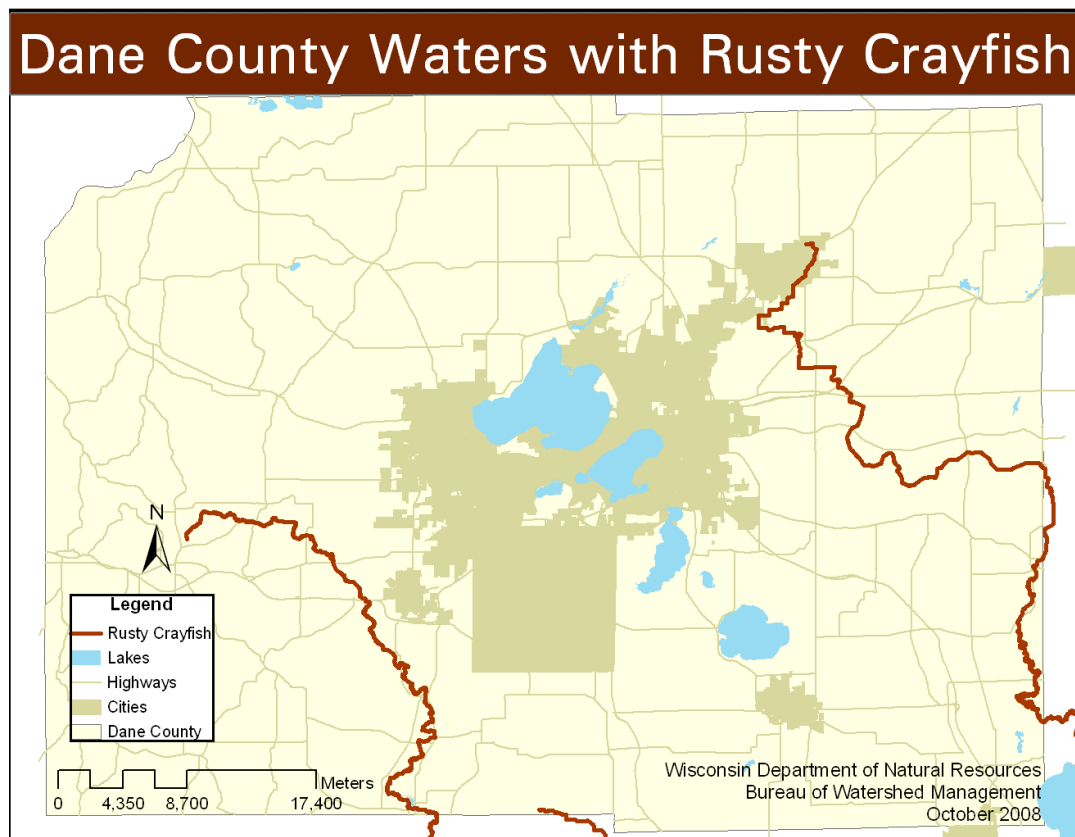 Dane County Waters with Rusty Crayfish
N
Legend
Rusty Crayfish
Lakes
Highways
Cities
Dane County
Meters
0 4,350 8,700 17,400
Wisconsin Department of Natural Resources
Bureau of Watershed Management
October 2008